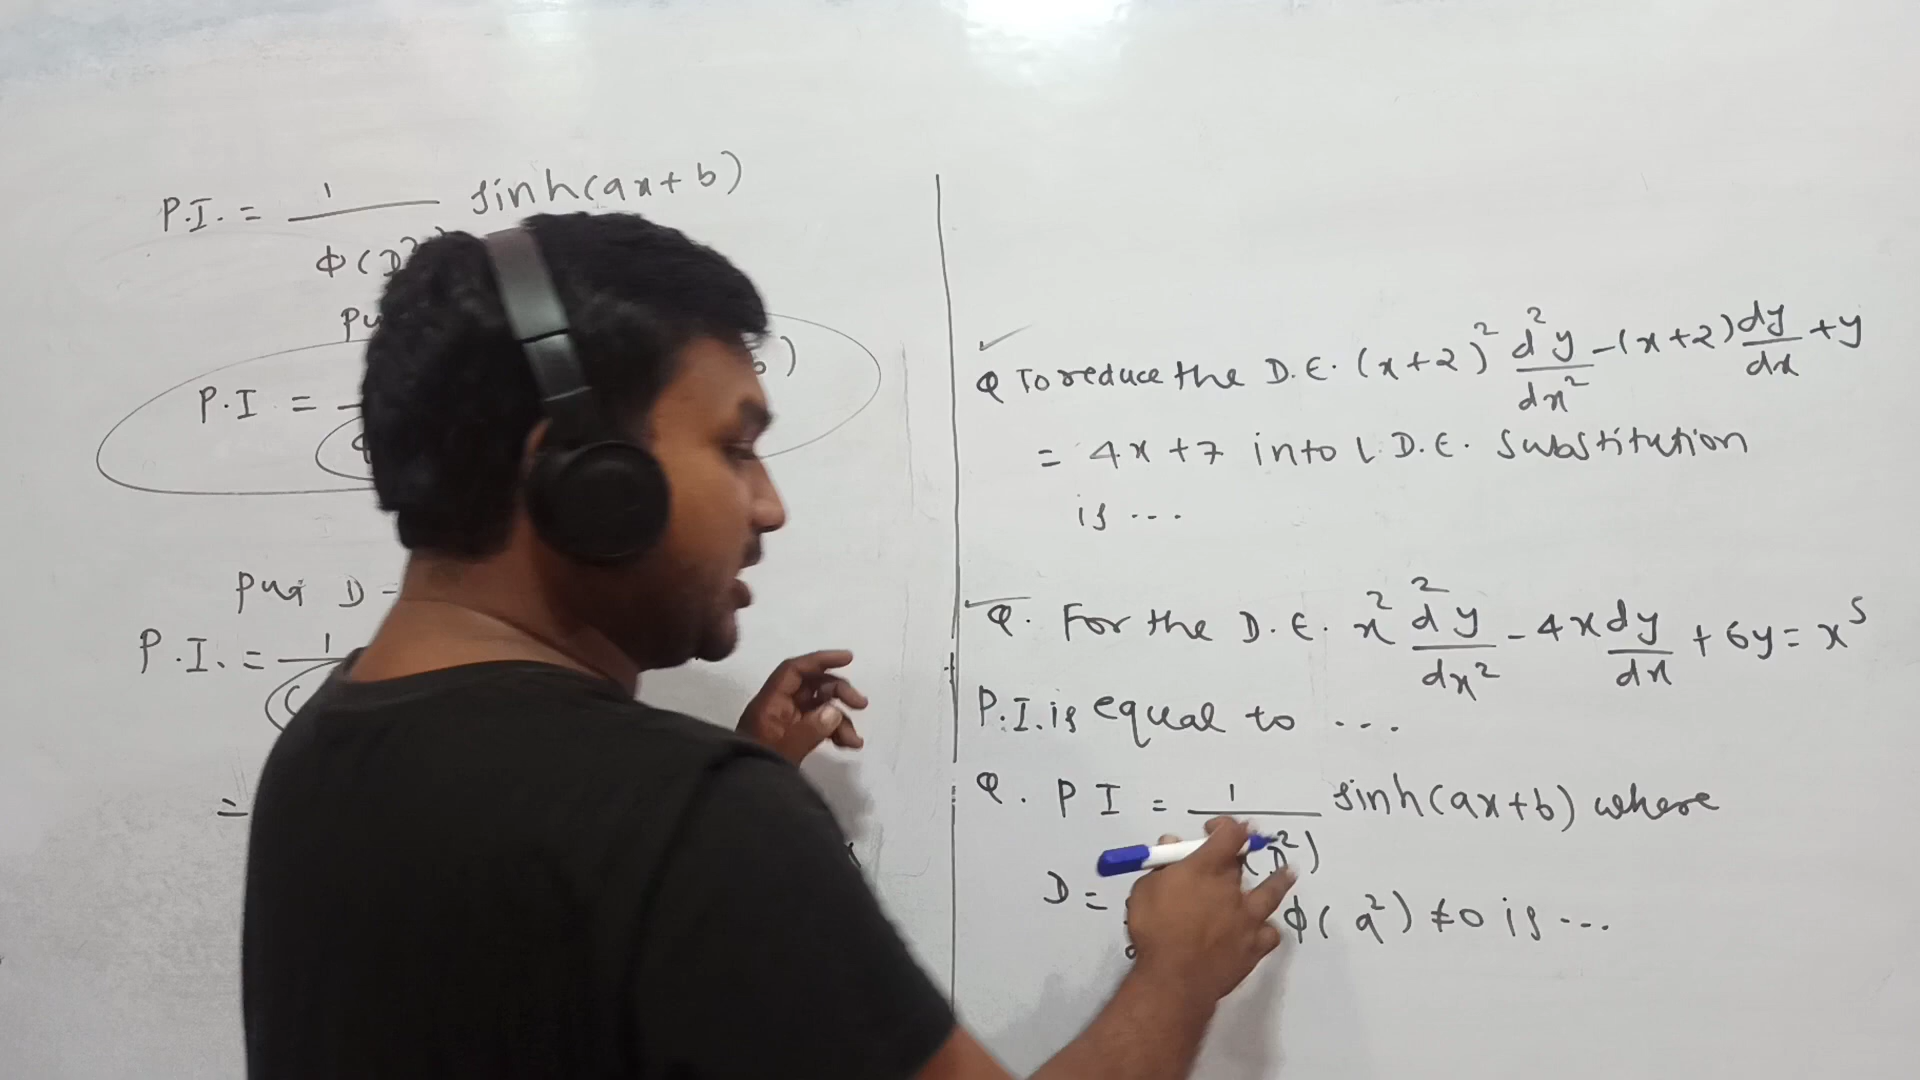 P.I. = 1 sinh(ax+b)
ϕ(D²
Pu
P.I = b)
Put D =
P.I. = 1
=
Q To reduce the D.E. (x+2)² d²y/dx² - (x+2) dy/dx + y
= 4x + 7 into L.D.E. Substitution
is ...
Q. For the D.E. x² d²y/dx² - 4x dy/dx + 6y = x⁵
P.I. is equal to ...
Q. P I = 1/(D²) sinh(ax+b) where
D = ϕ(a²) ≠ 0 is ...